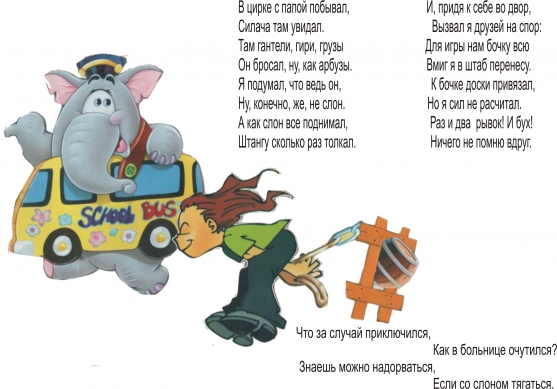 В цирке с папой побывал,
Силача там увидал.
Там гантели, гири, грузы
Он бросал, ну, как арбузы.
Я подумал, что ведь он,
Ну, конечно, же, не слон.
А как слон все поднимал,
Штангу сколько раз толкал.
И, придя к себе во двор,
Вызвал я друзей на спор:
Для игры нам бочку всю
Вмиг я в штаб перенесу.
К бочке доски привязал,
Но я сил не расчитал.
Раз и два рывок! И бух!
Ничего не помню вдруг.
SCHOOL BUS
Что за случай приключился,
Как в больнице очутился?
Знаешь можно надорваться,
Если со слоном тягаться.